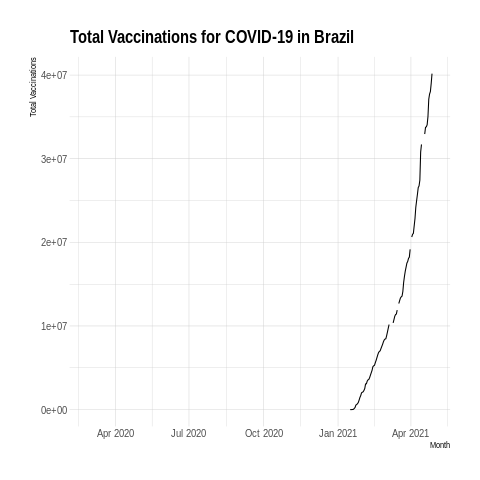 Total Vaccinations for COVID-19 in Brazil
Total Vaccinations
4e+07
3e+07
2e+07
1e+07
0e+00
Apr 2020 Jul 2020 Oct 2020 Jan 2021 Apr 2021
Month